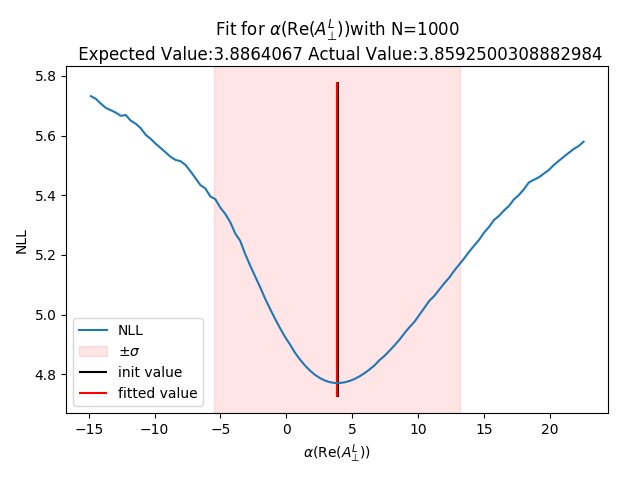 Fit for α(Re(A_⊥^L))with N=1000
Expected Value:3.8864067 Actual Value:3.8592500308882984
5.8
5.6
5.4
5.2
5.0
4.8
NLL
NLL
±σ
init value
fitted value
−15
−10
−5
0
5
10
15
20
α(Re(A_⊥^L))